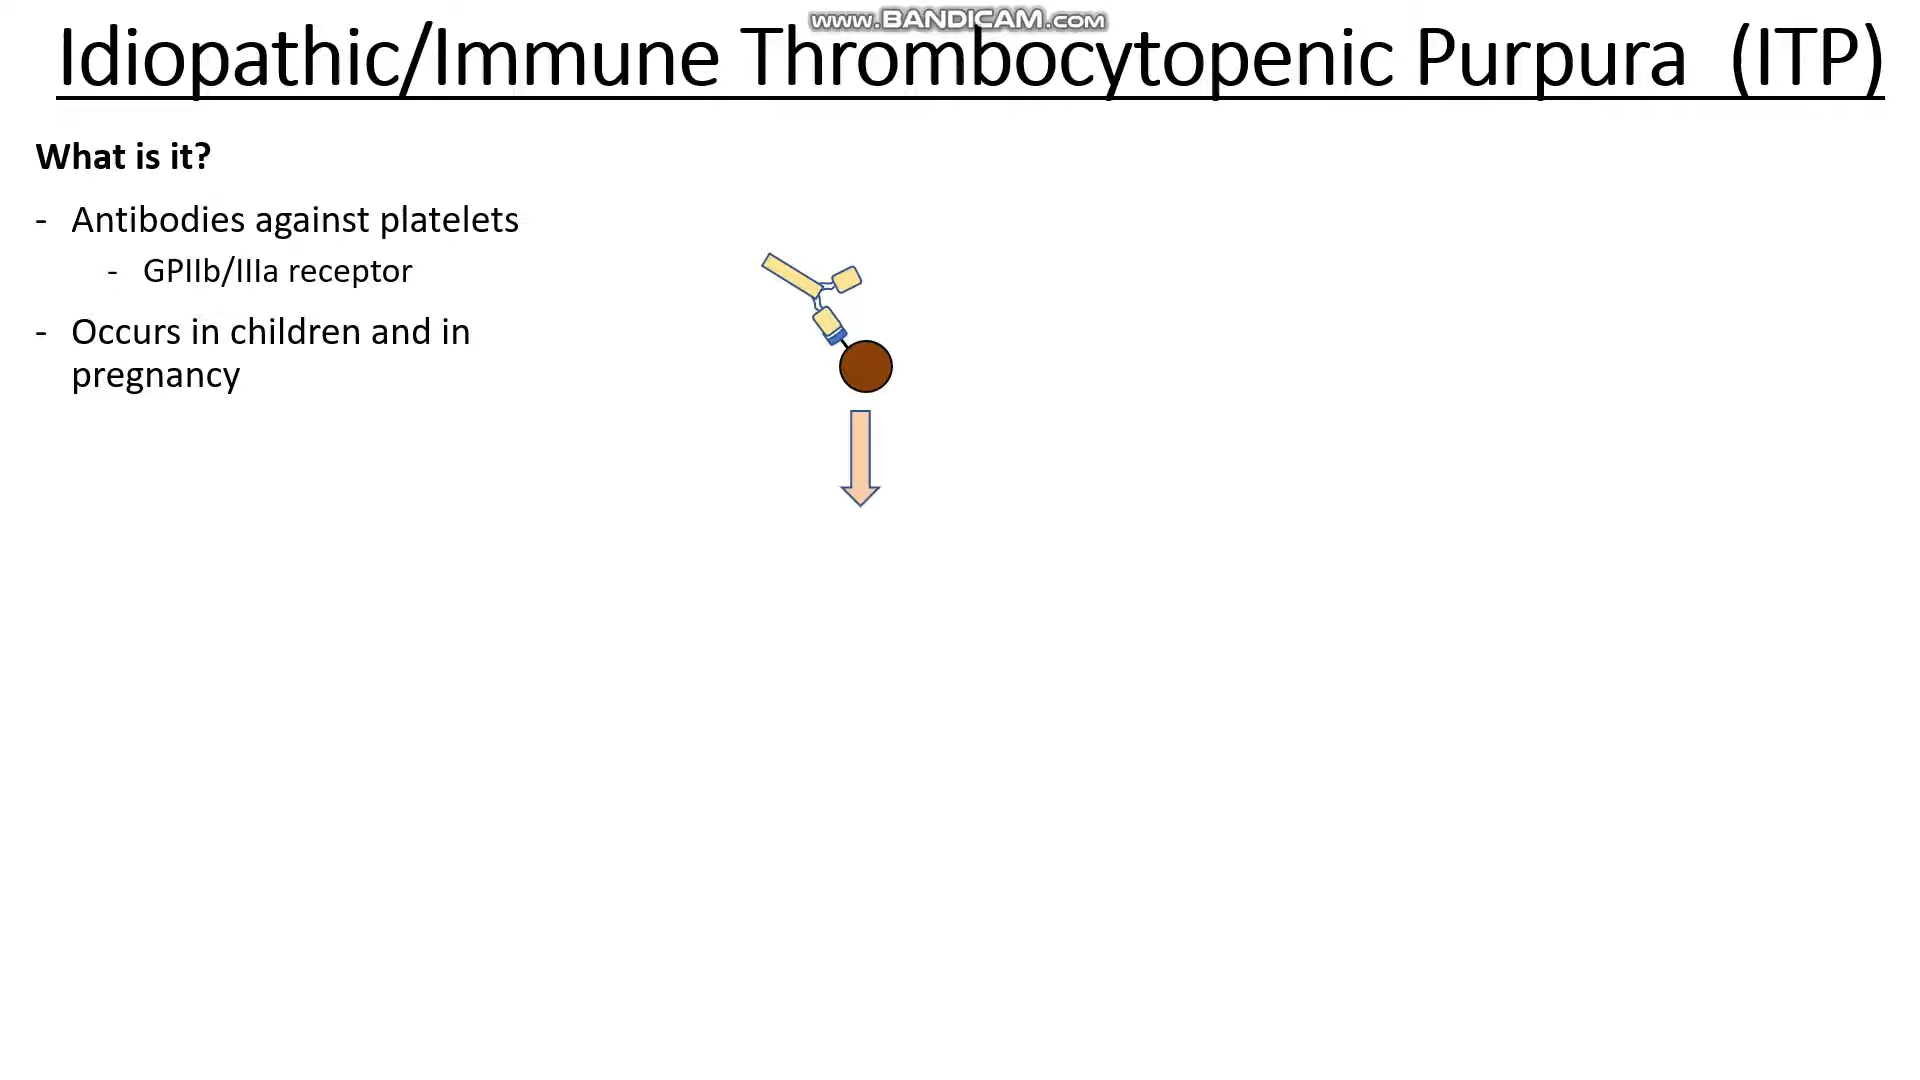 www.BANDICAM.com
Idiopathic/Immune Thrombocytopenic Purpura (ITP)
What is it?
- Antibodies against platelets
- GPIIb/IIIa receptor
- Occurs in children and in
pregnancy